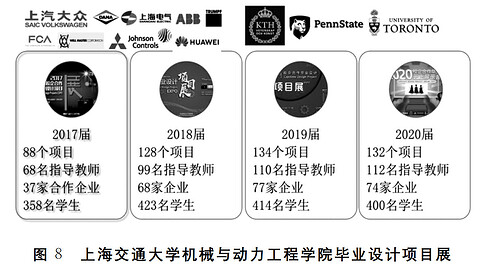 上汽大众
SAIC VOLKSWAGEN
DANA
上海电气
ABB
TRUMPF
FCA
WILL MASTER CORPORATION
Johnson
Controls
HUAWEI
KTH
PennState
UNIVERSITY OF
TORONTO
2017届
88个项目
68名指导教师
37家合作企业
358名学生
2018届
128个项目
99名指导教师
68家企业
423名学生
2019届
134个项目
110名指导教师
77家企业
414名学生
2020届
132个项目
112名指导教师
74家企业
400名学生
图 8 上海交通大学机械与动力工程学院毕业设计项目展